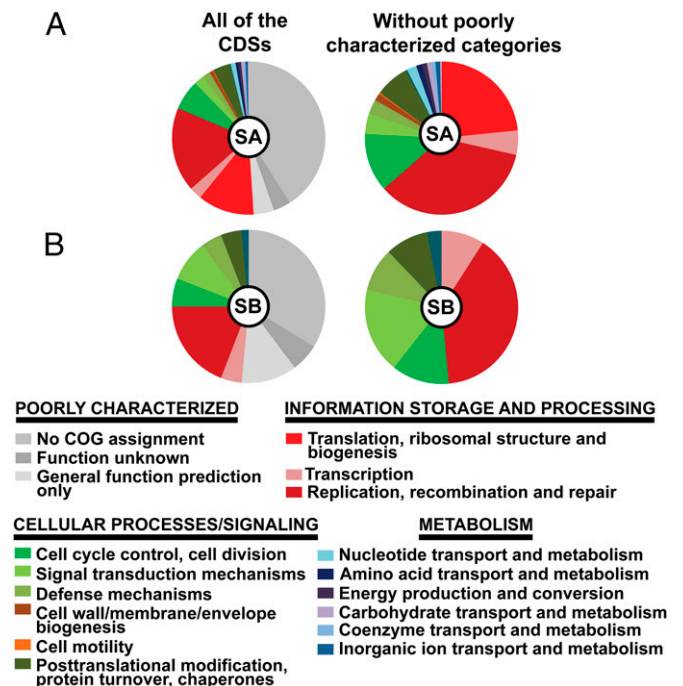 A
All of the
CDSs
Without poorly
characterized categories
SA
SA
B
SB
SB
POORLY CHARACTERIZED
No COG assignment
Function unknown
General function prediction
only
INFORMATION STORAGE AND PROCESSING
Translation, ribosomal structure and
biogenesis
Transcription
Replication, recombination and repair
CELLULAR PROCESSES/SIGNALING
Cell cycle control, cell division
Signal transduction mechanisms
Defense mechanisms
Cell wall/membrane/envelope
biogenesis
Cell motility
Posttranslational modification,
protein turnover, chaperones
METABOLISM
Nucleotide transport and metabolism
Amino acid transport and metabolism
Energy production and conversion
Carbohydrate transport and metabolism
Coenzyme transport and metabolism
Inorganic ion transport and metabolism